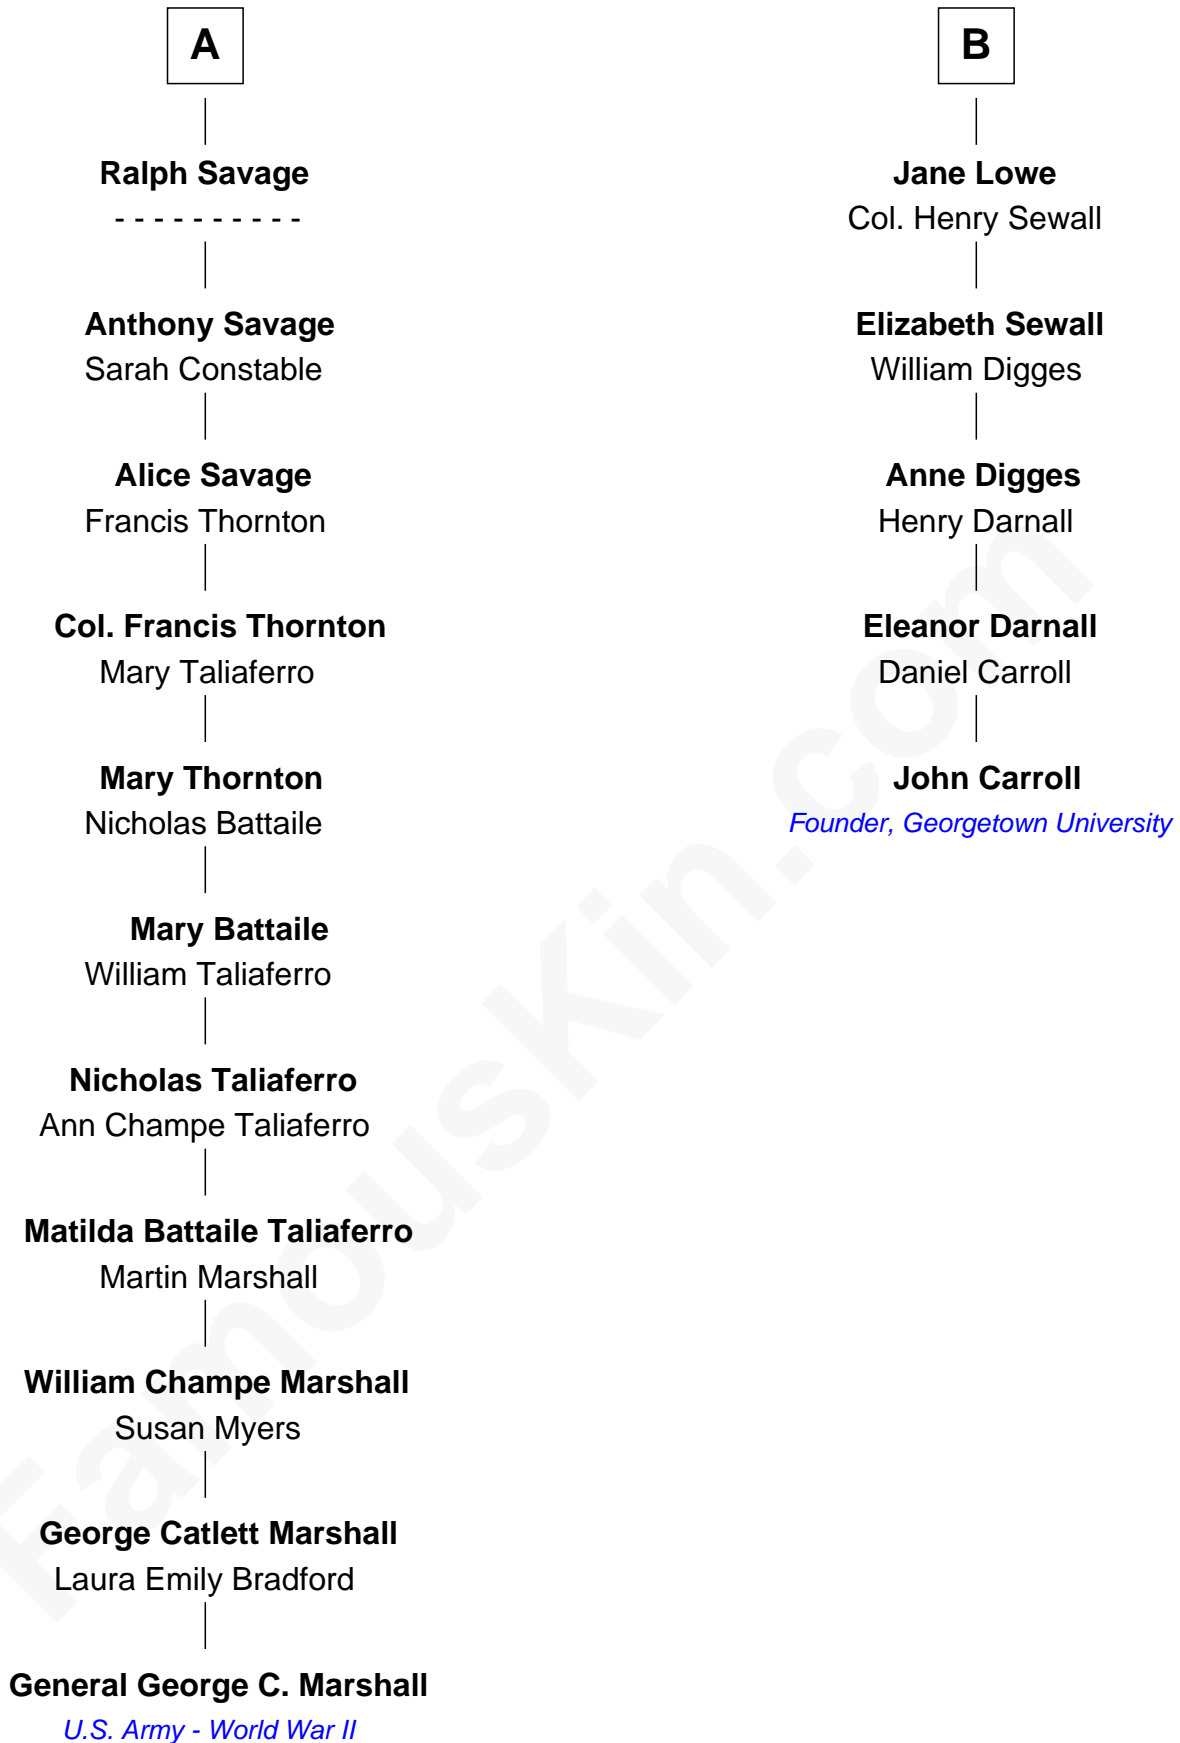 A
Ralph Savage
- - - - - - - - - -
Anthony Savage
Sarah Constable
Alice Savage
Francis Thornton
Col. Francis Thornton
Mary Taliaferro
Mary Thornton
Nicholas Battaile
Mary Battaile
William Taliaferro
Nicholas Taliaferro
Ann Champe Taliaferro
Matilda Battaile Taliaferro
Martin Marshall
William Champe Marshall
Susan Myers
George Catlett Marshall
Laura Emily Bradford
General George C. Marshall
U.S. Army - World War II
B
Jane Lowe
Col. Henry Sewall
Elizabeth Sewall
William Digges
Anne Digges
Henry Darnall
Eleanor Darnall
Daniel Carroll
John Carroll
Founder, Georgetown University
FamousKin.com